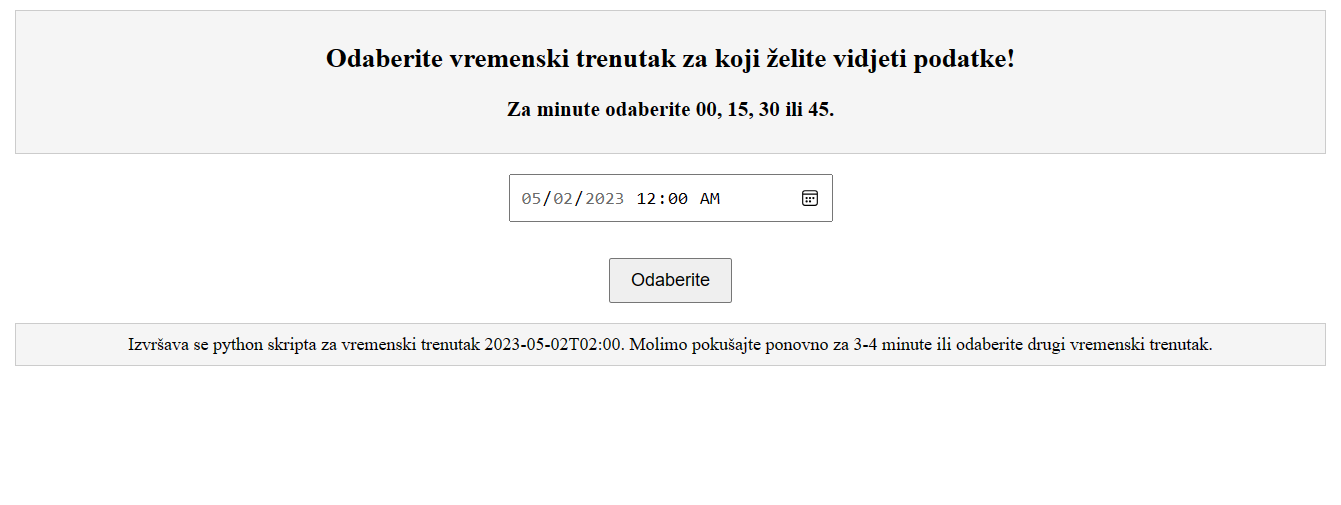 Odaberite vremenski trenutak za koji želite vidjeti podatke!
Za minute odaberite 00, 15, 30 ili 45.
05/02/2023 12:00 AM
Odaberite
Izvršava se python skripta za vremenski trenutak 2023-05-02T02:00. Molimo pokušajte ponovno za 3-4 minute ili odaberite drugi vremenski trenutak.